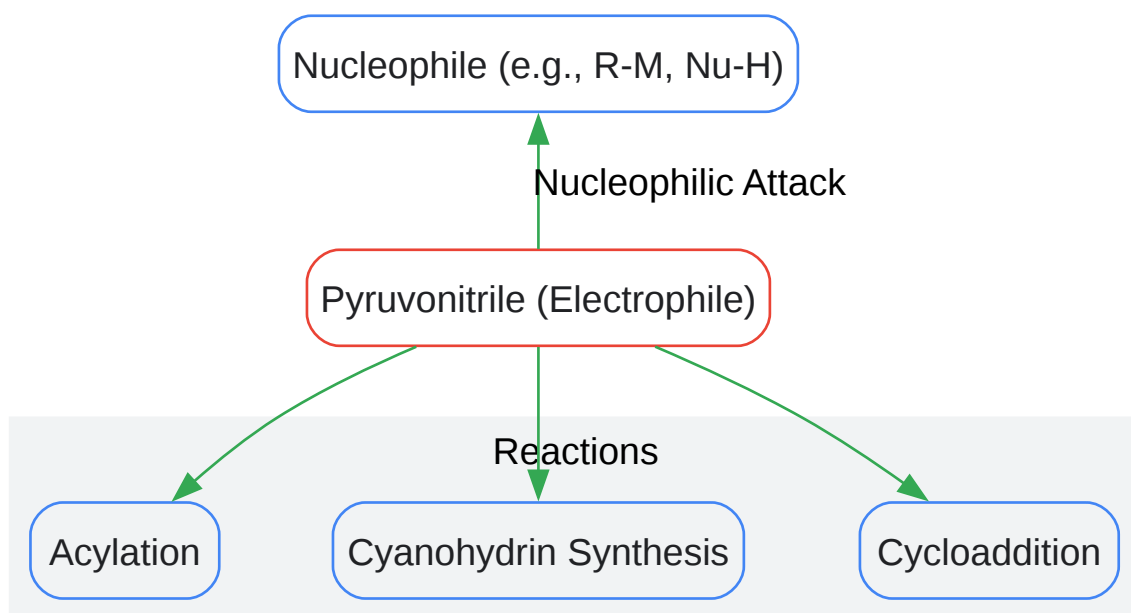 Nucleophile (e.g., R-M, Nu-H)
Nucleophilic Attack
Pyruvonitrile (Electrophile)
Reactions
Acylation
Cyanohydrin Synthesis
Cycloaddition